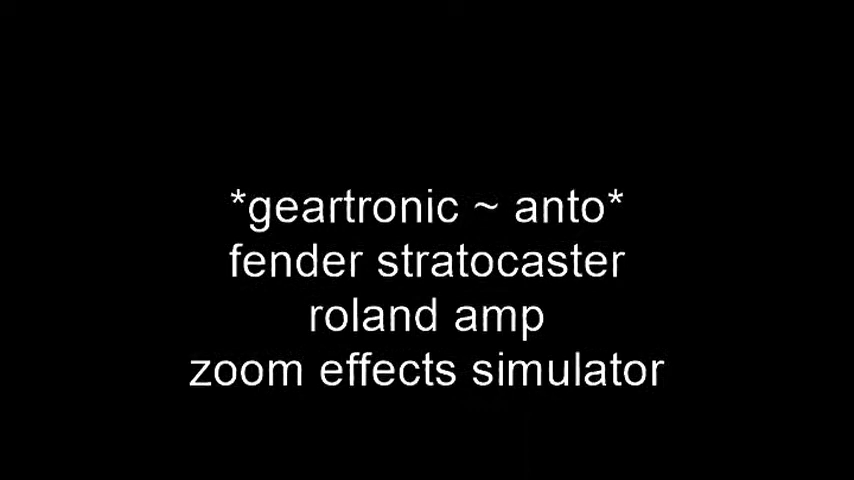 *geartronic ~ anto*
fender stratocaster
roland amp
zoom effects simulator